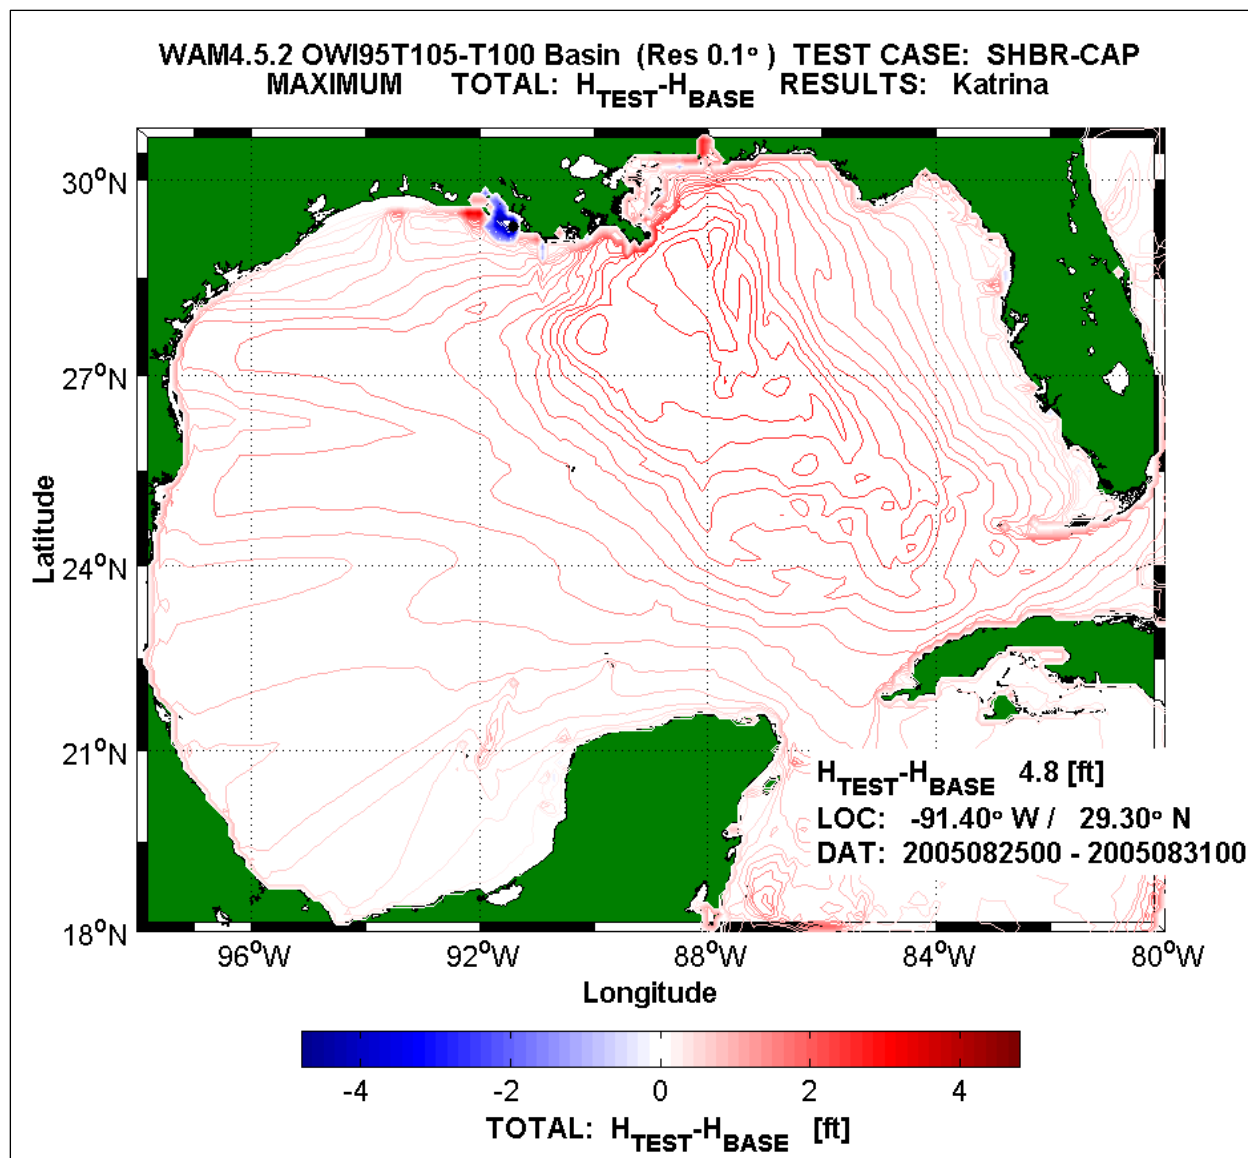 WAM4.5.2 OWI95T105-T100 Basin (Res 0.1° ) TEST CASE: SHBR-CAP
MAXIMUM TOTAL: HTEST-HBASE RESULTS: Katrina
30°N
27°N
24°N
21°N
18°N
Latitude
HTEST-HBASE 4.8 [ft]
LOC: -91.40° W / 29.30° N
DAT: 2005082500 - 2005083100
96°W 92°W 88°W 84°W 80°W
Longitude
-4 -2 0 2 4
TOTAL: HTEST-HBASE [ft]